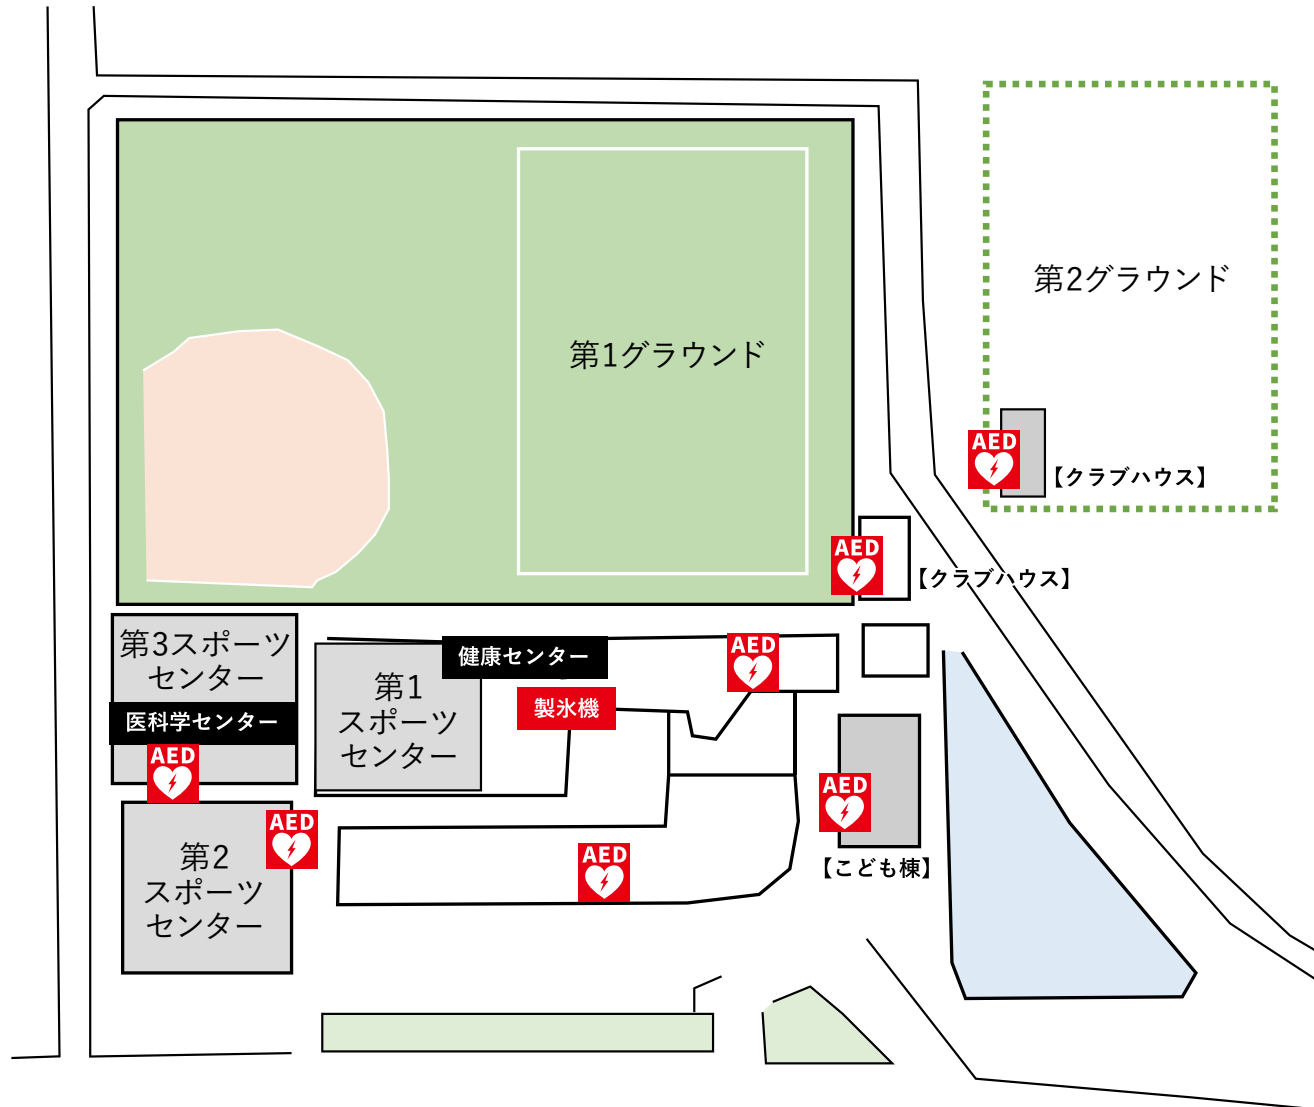 第2グラウンド
第1グラウンド
AED
【クラブハウス】
AED
【クラブハウス】
第3スポーツ
センター
医科学センター
AED
健康センター
第1
スポーツ
センター
製氷機
AED
AED
【こども棟】
第2
スポーツ
センター
AED
AED